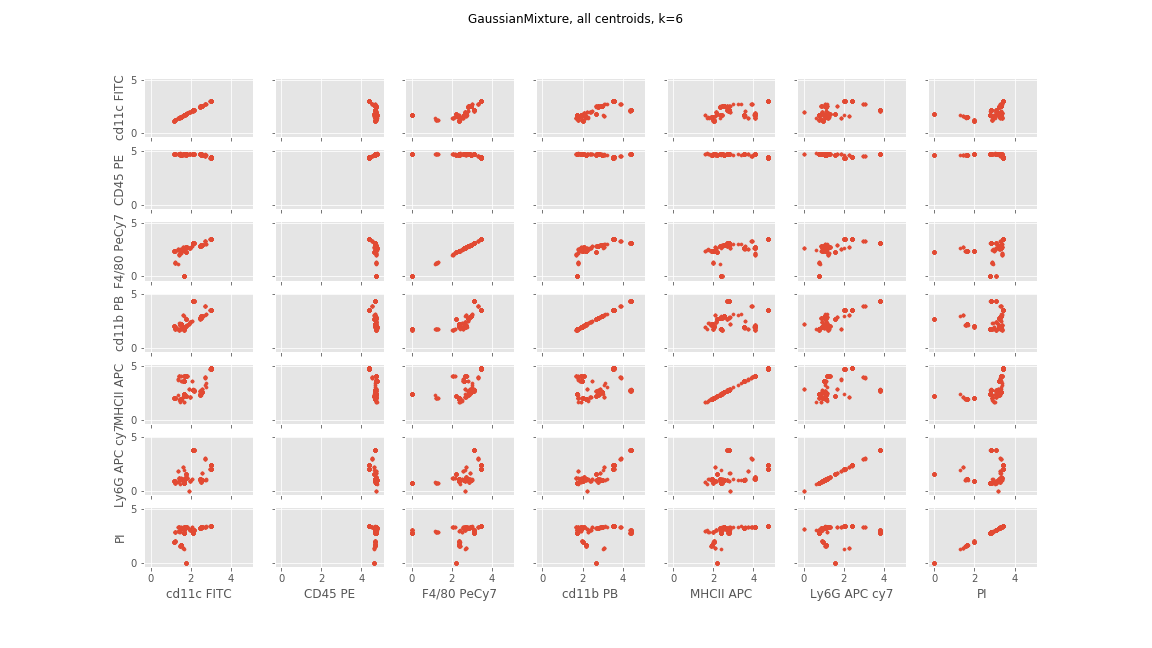 GaussianMixture, all centroids, k=6
cd11c FITC
5
0
CD45 PE
5
0
F4/80 PeCy7
5
0
cd11b PB
5
0
MHCII APC
5
0
Ly6G APC cy7
5
0
PI
5
0
0 2 4 0 2 4 0 2 4 0 2 4 0 2 4 0 2 4 0 2 4
cd11c FITC CD45 PE F4/80 PeCy7 cd11b PB MHCII APC Ly6G APC cy7 PI